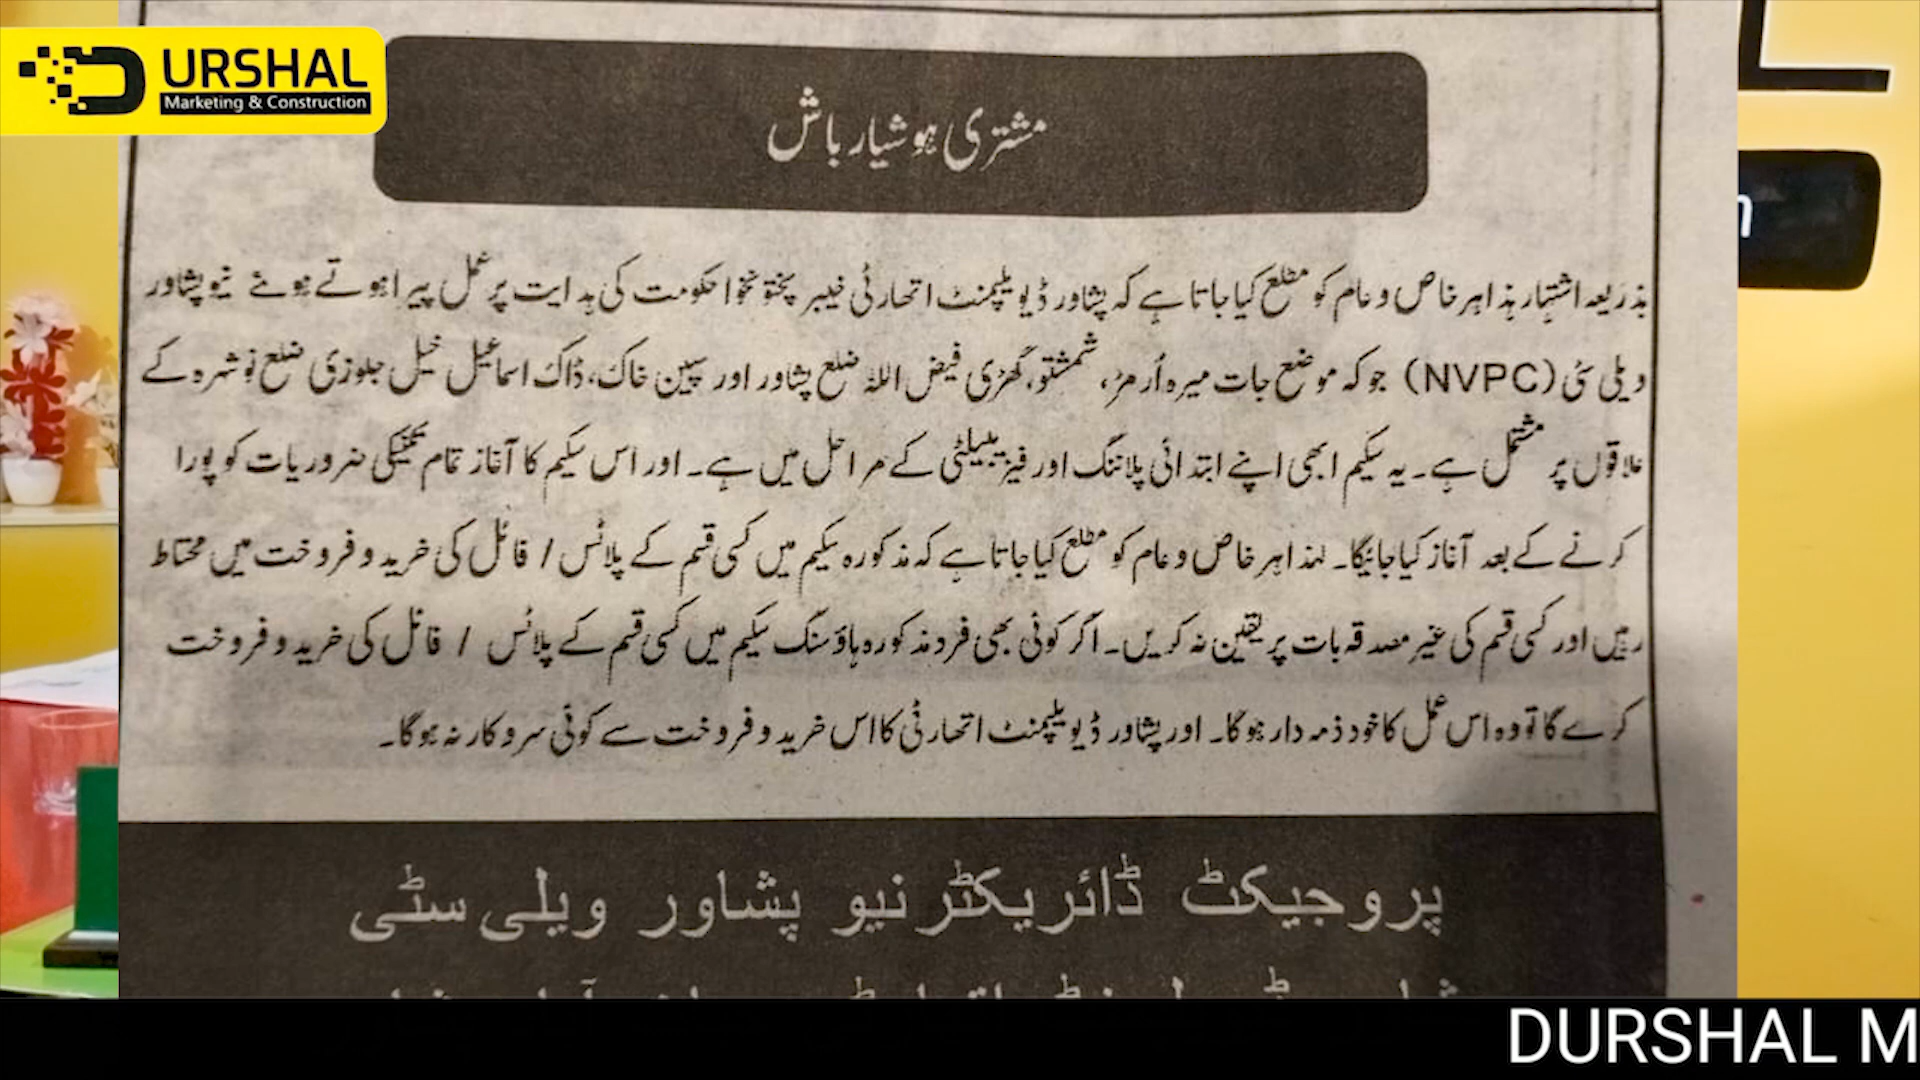 DURSHAL
Marketing & Construction
مشتری ہوشیار باش
بذریعہ اشتہار ہذا ہر خاص و عام کو مطلع کیا جاتا ہے کہ پشاور ڈیویلپمنٹ اتھارٹی خیبر پختونخوا حکومت کی ہدایت پر عمل پیرا ہوتے ہوئے نیو پشاور
ویلی سٹی (NVPC) جو کہ موضع جات میرہ اُرمڑ، شمشتو، گھڑی فیض اللہ ضلع پشاور اور سپین خاک، ڈاک اسماعیل خیل جلوزی ضلع نوشہرہ کے
علاقوں پر مشتمل ہے۔ یہ سکیم ابھی اپنے ابتدائی پلاننگ اور فیزیبیلٹی کے مراحل میں ہے۔ اور اس سکیم کا آغاز تمام تکنیکی ضروریات کو پورا
کرنے کے بعد آغاز کیا جائیگا۔ لہذا ہر خاص و عام کو مطلع کیا جاتا ہے کہ مذکورہ سکیم میں کسی قسم کے پلاٹس / فائل کی خرید و فروخت میں محتاط
رہیں اور کسی قسم کی غیر مصدقہ بات پر یقین نہ کریں۔ اگر کوئی بھی فرد مذکورہ ہاؤسنگ سکیم میں کسی قسم کے پلاٹس / فائل کی خرید و فروخت
کرے گا تو وہ اس عمل کا خود ذمہ دار ہوگا۔ اور پشاور ڈیویلپمنٹ اتھارٹی کا اس خرید و فروخت سے کوئی سروکار نہ ہوگا۔
پروجیکٹ ڈائریکٹر نیو پشاور ویلی سٹی
DURSHAL M